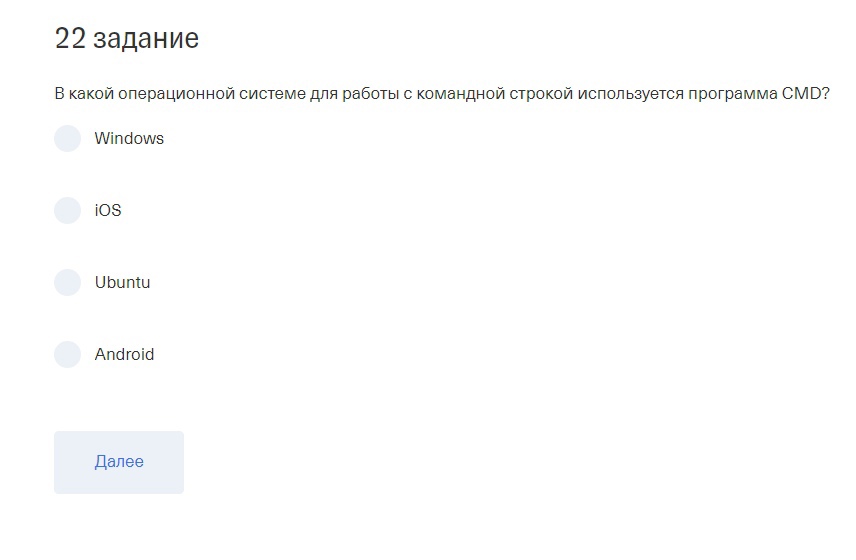 22 задание
В какой операционной системе для работы с командной строкой используется программа CMD?
Windows
iOS
Ubuntu
Android
Далее